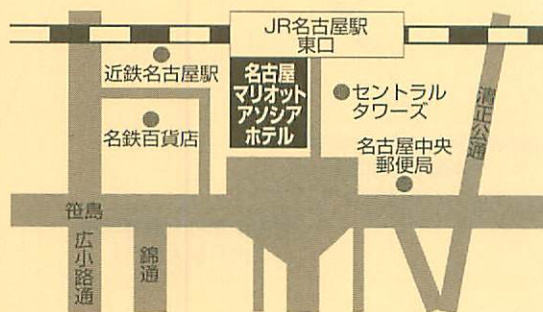 JR名古屋駅
東口
近鉄名古屋駅
名古屋
マリオット
アソシア
ホテル
セントラル
タワーズ
名鉄百貨店
名古屋中央
郵便局
溝正公通
笹島
広小路通
錦通